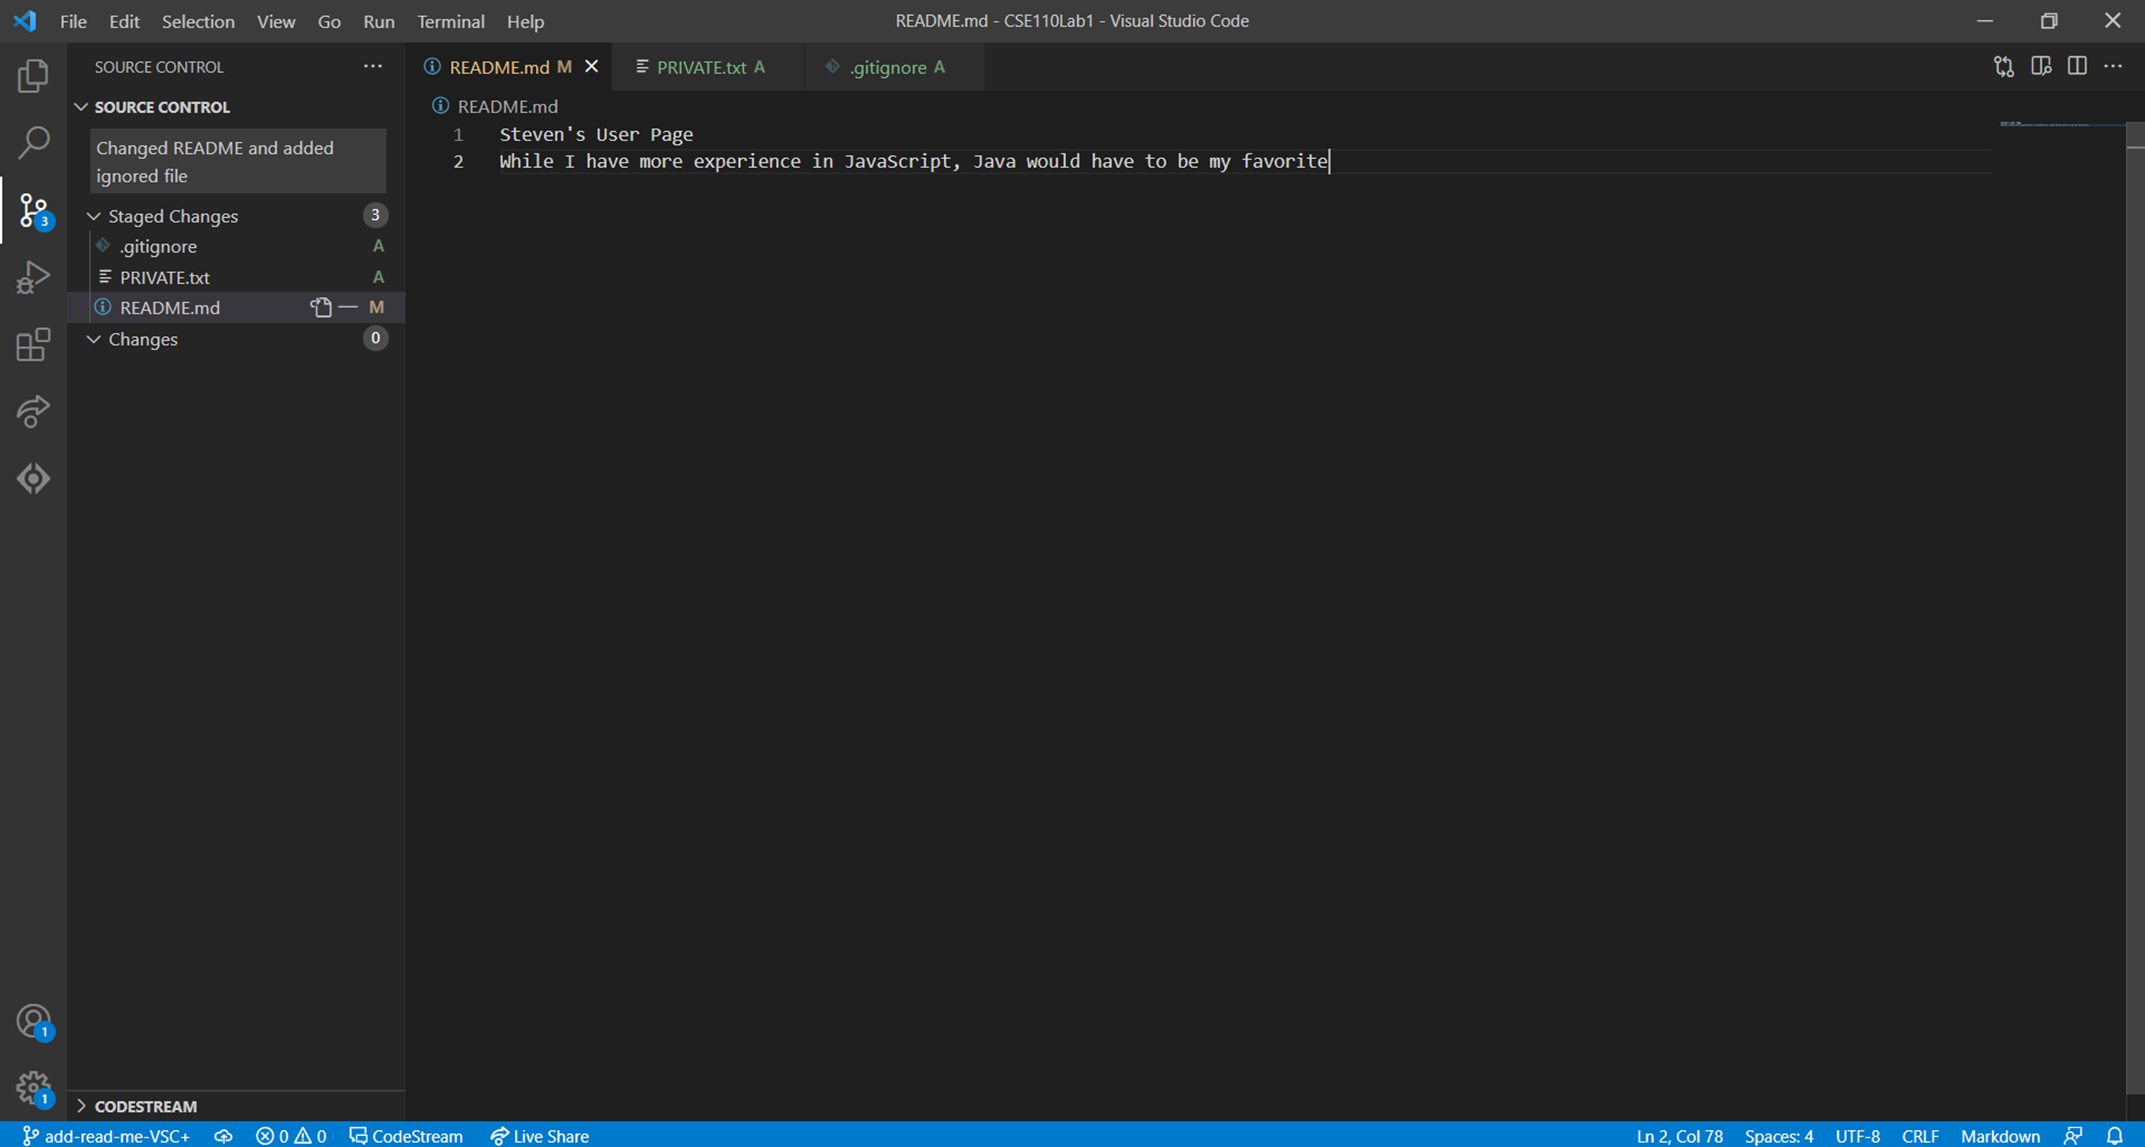 File Edit Selection View Go Run Terminal Help README.md - CSE110Lab1 - Visual Studio Code
SOURCE CONTROL
README.md M PRIVATE.txt A .gitignore A
SOURCE CONTROL
Changed README and added
ignored file
Staged Changes 3
.gitignore A
PRIVATE.txt A
README.md M
Changes 0
README.md
1 Steven's User Page
2 While I have more experience in JavaScript, Java would have to be my favorite
3
1
1
CODESTREAM
add-read-me-VSC+ 0 0 CodeStream Live Share Ln 2, Col 78 Spaces: 4 UTF-8 CRLF Markdown